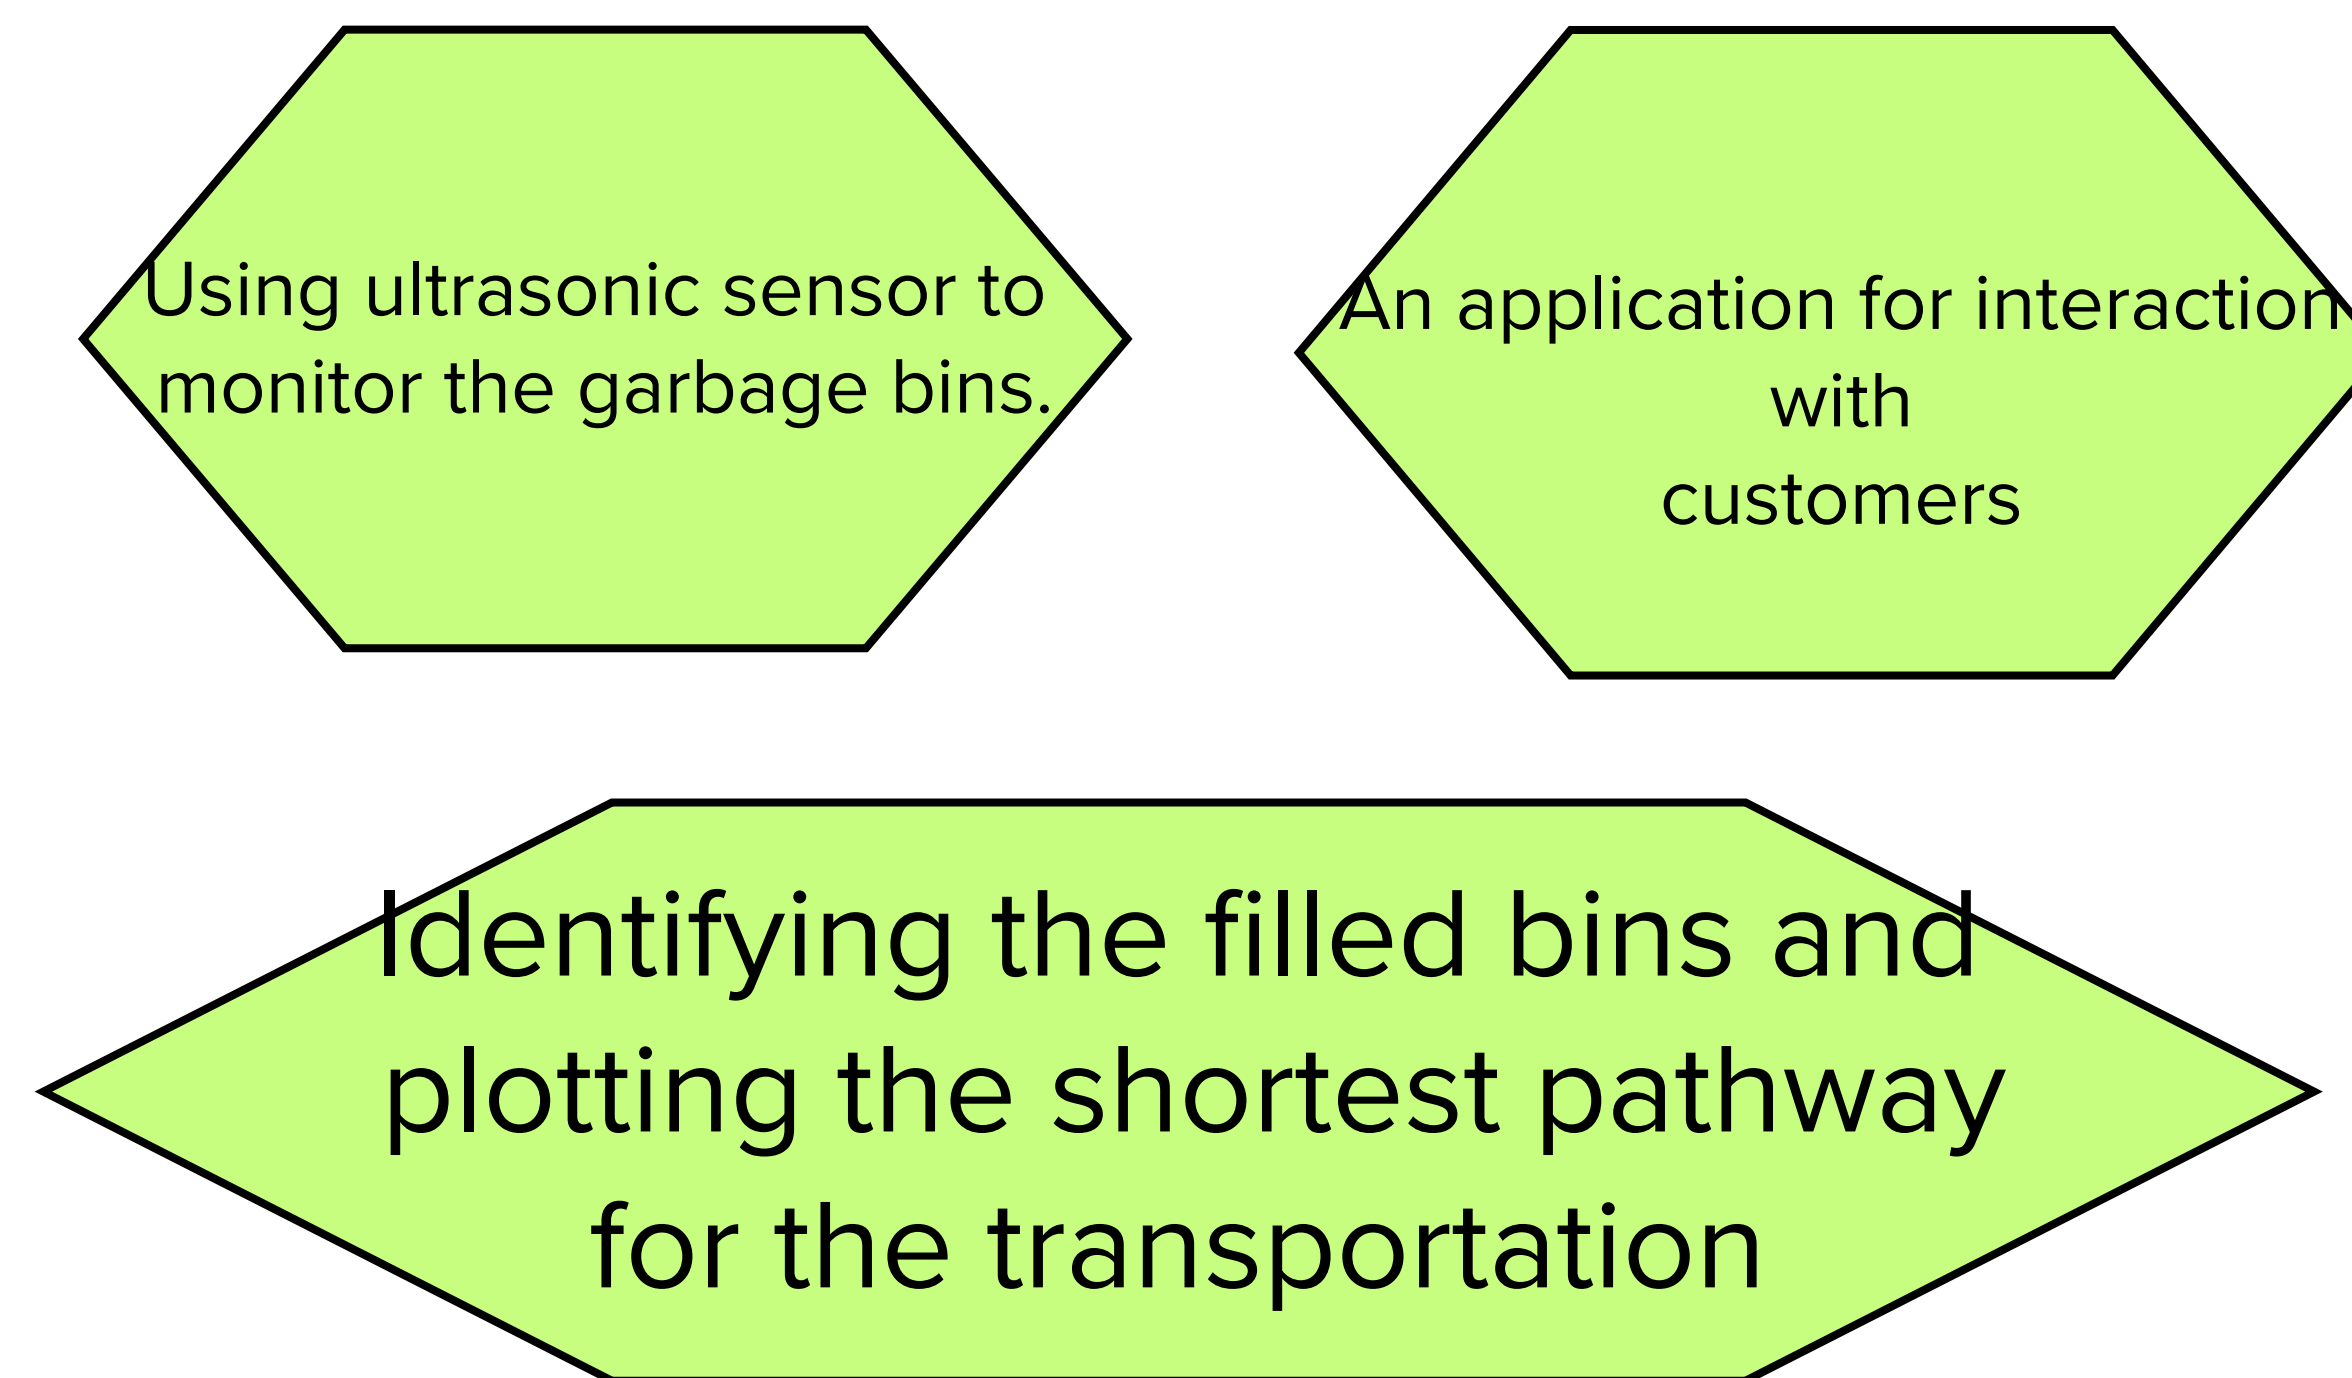 Using ultrasonic sensor to
monitor the garbage bins.
An application for interaction
with
customers
Identifying the filled bins and
plotting the shortest pathway
for the transportation